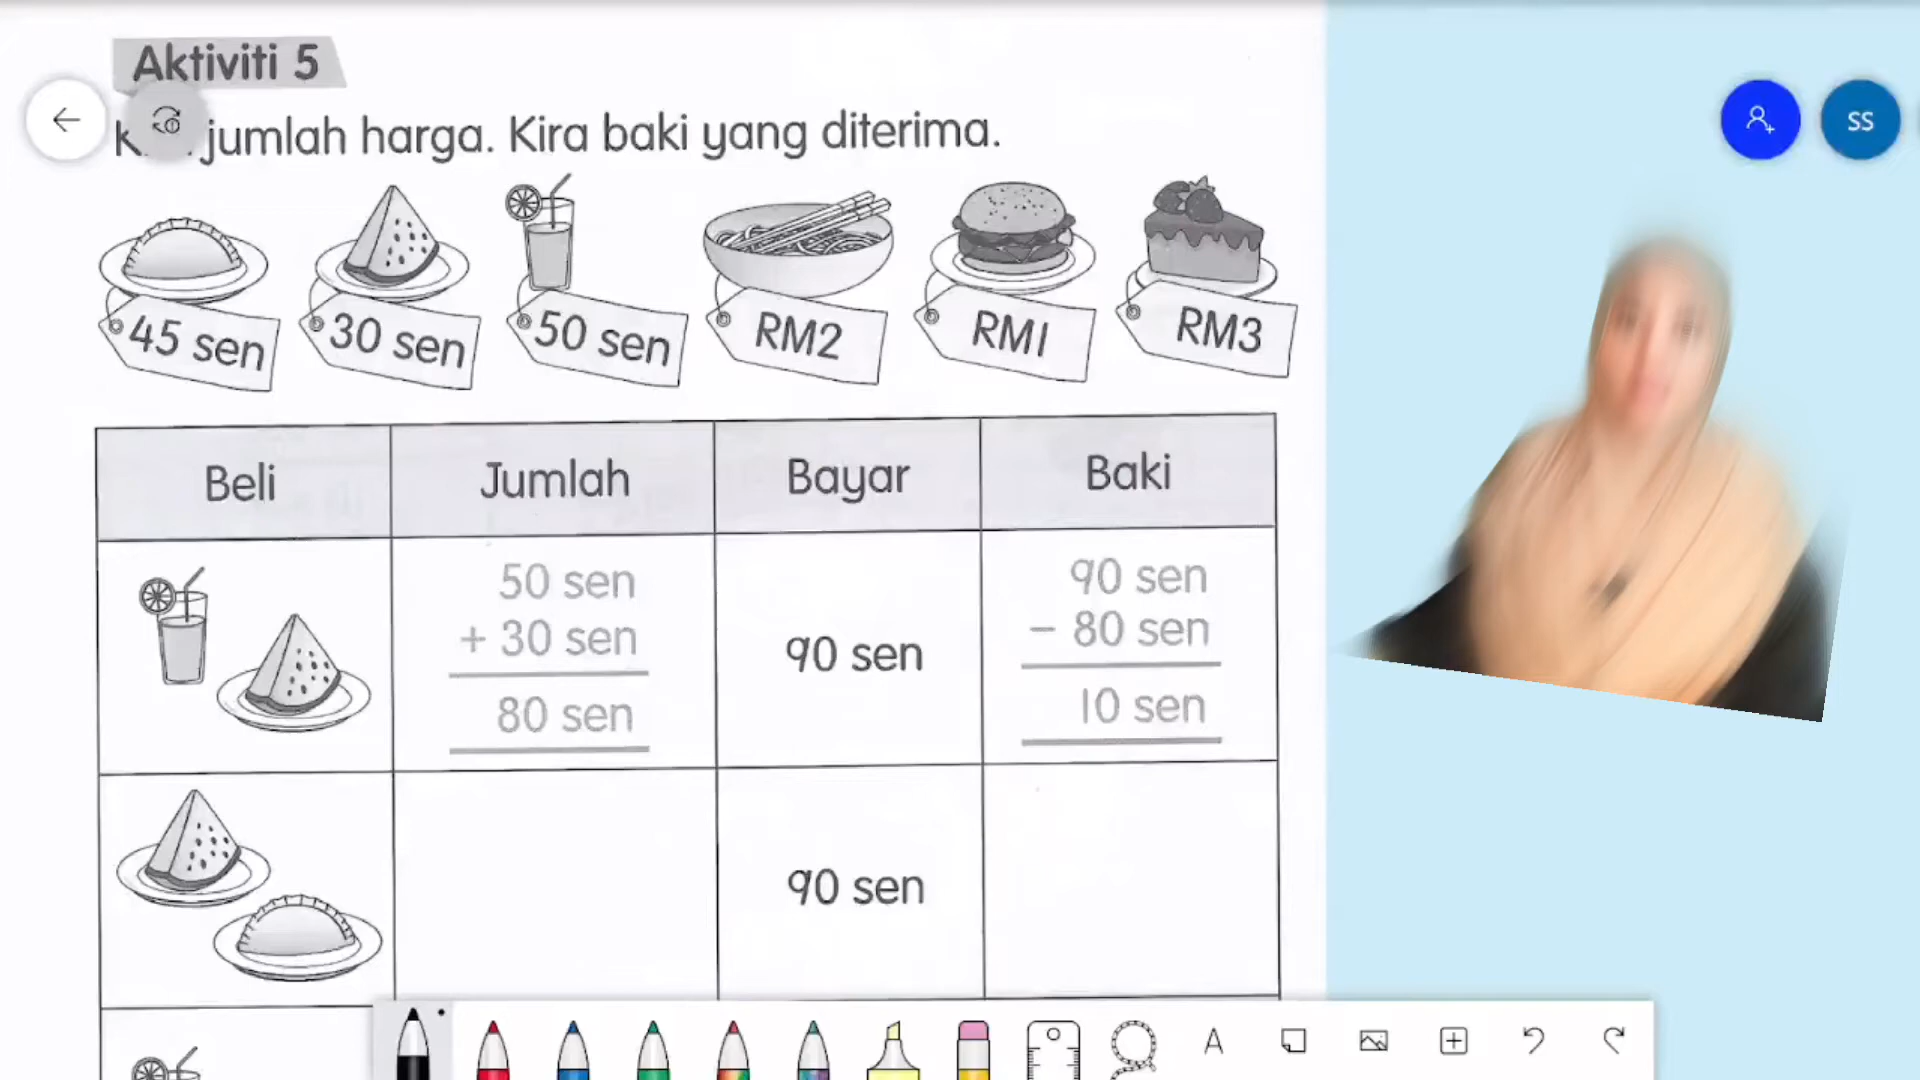 Aktiviti 5
jumlah harga. Kira baki yang diterima.
45 sen
30 sen
50 sen
RM2
RM1
RM3
Beli
Jumlah
Bayar
Baki
50 sen
+ 30 sen
80 sen
90 sen
90 sen
- 80 sen
10 sen
90 sen
SS
A